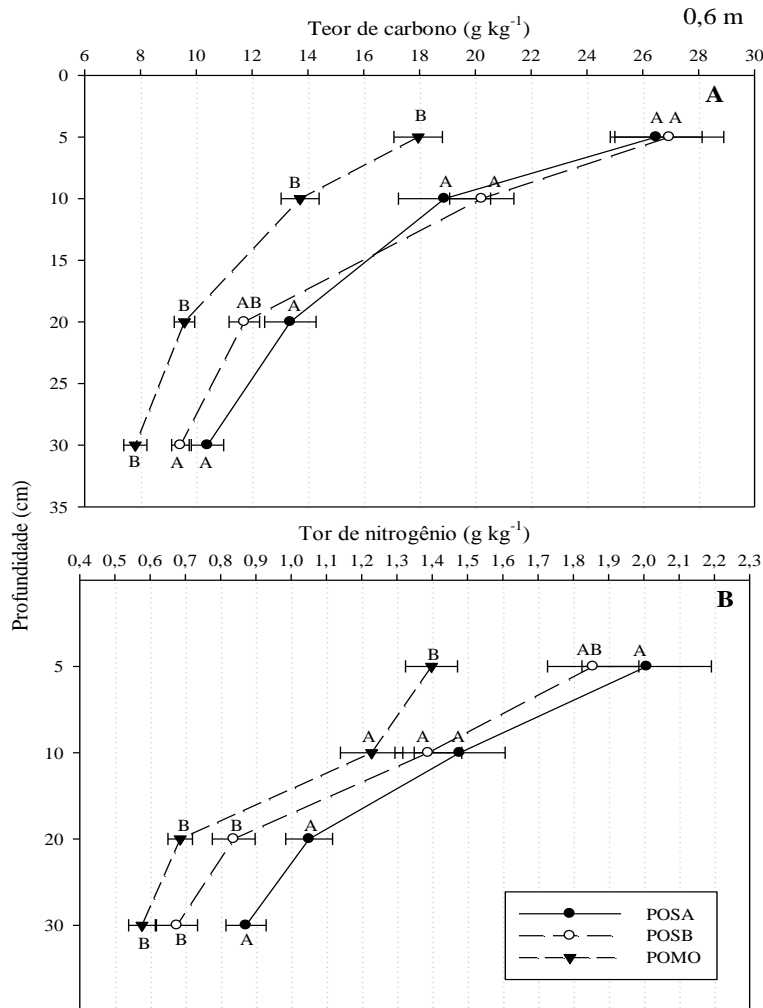 0,6 m
Teor de carbono (g kg-1)
6 8 10 12 14 16 18 20 22 24 26 28 30
0
A
B
A A
5
B
A
A
10
15
B
AB
A
20
25
B
A
A
30
35
Profundidade (cm)
Tor de nitrogênio (g kg-1)
0,4 0,5 0,6 0,7 0,8 0,9 1,0 1,1 1,2 1,3 1,4 1,5 1,6 1,7 1,8 1,9 2,0 2,1 2,2 2,3
B
B
AB
A
5
A
A
A
10
B
B
A
20
B
B
A
30
POSA
POSB
POMO